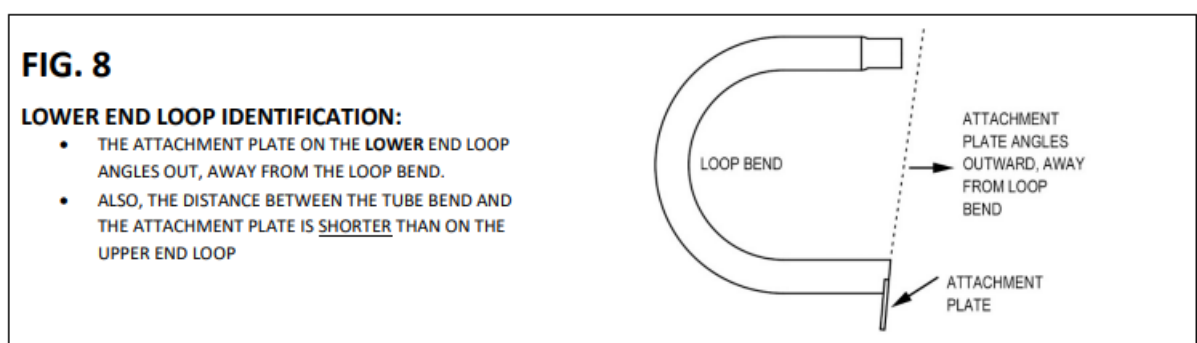 FIG. 8
LOWER END LOOP IDENTIFICATION:
• THE ATTACHMENT PLATE ON THE LOWER END LOOP
ANGLES OUT, AWAY FROM THE LOOP BEND.
• ALSO, THE DISTANCE BETWEEN THE TUBE BEND AND
THE ATTACHMENT PLATE IS SHORTER THAN ON THE
UPPER END LOOP
LOOP BEND
ATTACHMENT
PLATE ANGLES
OUTWARD, AWAY
FROM LOOP
BEND
ATTACHMENT
PLATE